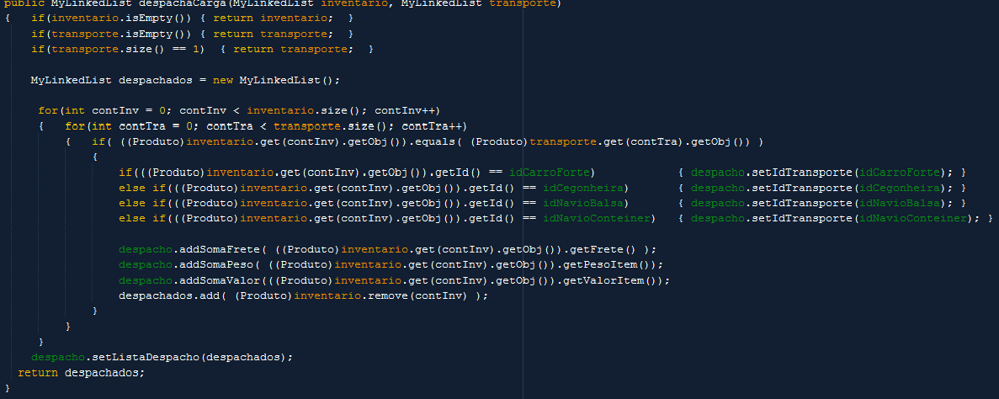 public MyLinkedList despachaCarga(MyLinkedList inventario, MyLinkedList transporte)
{   if(inventario.isEmpty()) { return inventario;  }
    if(transporte.isEmpty()) { return transporte;  }
    if(transporte.size() == 1)  { return transporte;  }
    MyLinkedList despachados = new MyLinkedList();
     for(int contInv = 0; contInv < inventario.size(); contInv++)
     {   for(int contTra = 0; contTra < transporte.size(); contTra++)
         {   if( ((Produto)inventario.get(contInv).getObj()).equals( (Produto)transporte.get(contTra).getObj()) )
             {
                 if(((Produto)inventario.get(contInv).getObj()).getId() == idCarroForte)            { despacho.setIdTransporte(idCarroForte); }
                 else if(((Produto)inventario.get(contInv).getObj()).getId() == idCegonheira)       { despacho.setIdTransporte(idCegonheira); }
                 else if(((Produto)inventario.get(contInv).getObj()).getId() == idNavioBalsa)       { despacho.setIdTransporte(idNavioBalsa); }
                 else if(((Produto)inventario.get(contInv).getObj()).getId() == idNavioConteiner)   { despacho.setIdTransporte(idNavioConteiner); }
                 despacho.addSomaFrete( ((Produto)inventario.get(contInv).getObj()).getFrete() );
                 despacho.addSomaPeso( ((Produto)inventario.get(contInv).getObj()).getPesoItem());
                 despacho.addSomaValor(((Produto)inventario.get(contInv).getObj()).getValorItem());
                 despachados.add( (Produto)inventario.remove(contInv) );
             }
         }
     }
    despacho.setListaDespacho(despachados);
  return despachados;
}